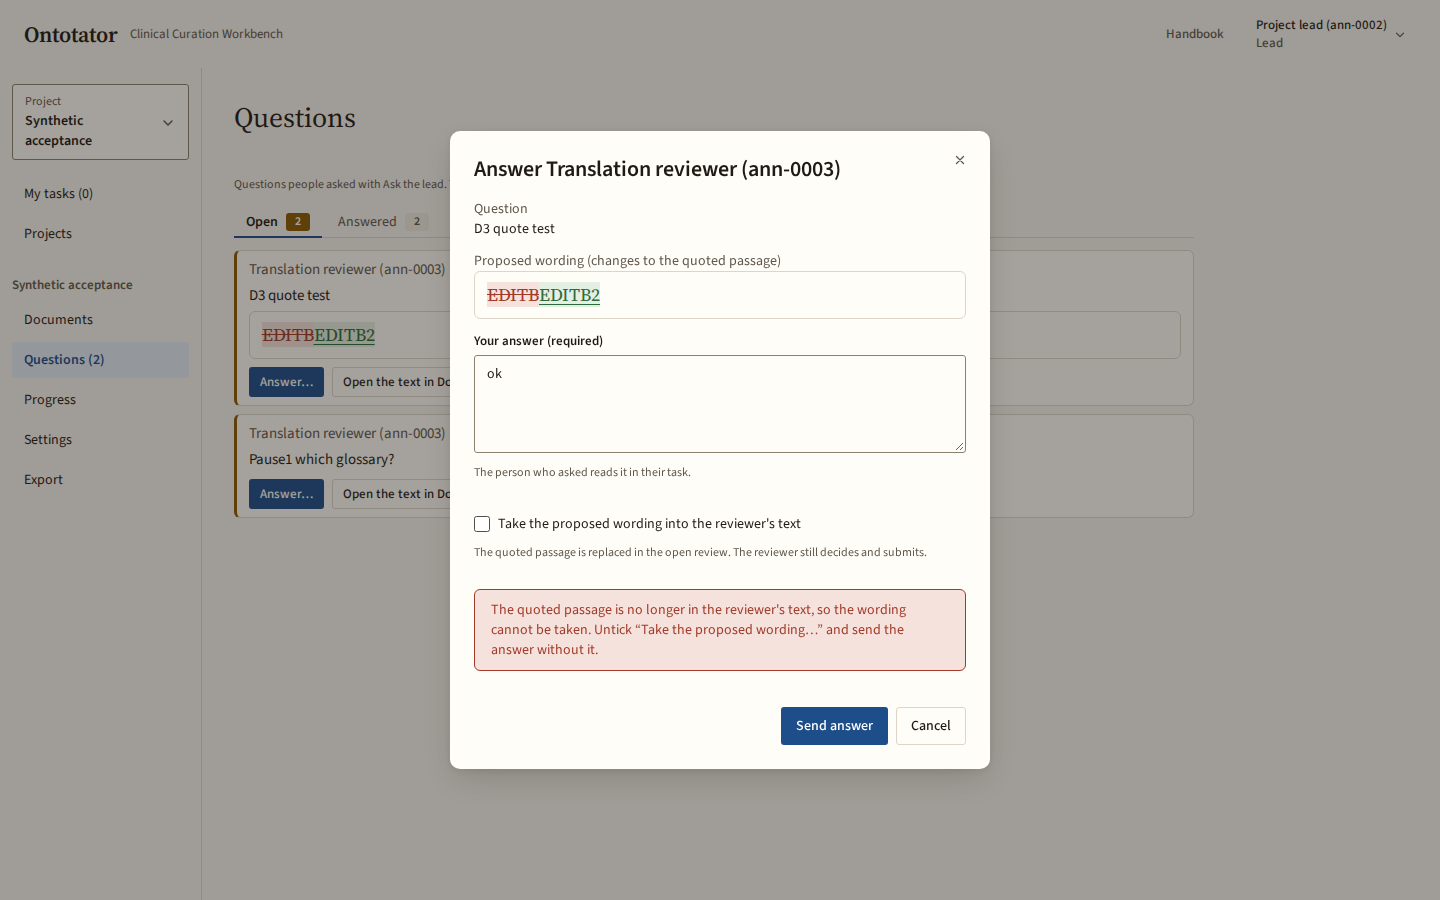 Ontotator Clinical Curation Workbench
Handbook
Project lead (ann-0002)
Lead
Project
Synthetic
acceptance
My tasks (0)
Projects
Synthetic acceptance
Documents
Questions (2)
Progress
Settings
Export
Questions
Questions people asked with Ask the lead.
Open 2 Answered 2
Translation reviewer (ann-0003)
D3 quote test
EDITBEDITB2
Answer... Open the text in
Translation reviewer (ann-0003)
Pause1 which glossary?
Answer... Open the text in
Answer Translation reviewer (ann-0003)
Question
D3 quote test
Proposed wording (changes to the quoted passage)
EDITBEDITB2
Your answer (required)
ok
The person who asked reads it in their task.
Take the proposed wording into the reviewer's text
The quoted passage is replaced in the open review. The reviewer still decides and submits.
The quoted passage is no longer in the reviewer's text, so the wording
cannot be taken. Untick “Take the proposed wording…” and send the
answer without it.
Send answer Cancel